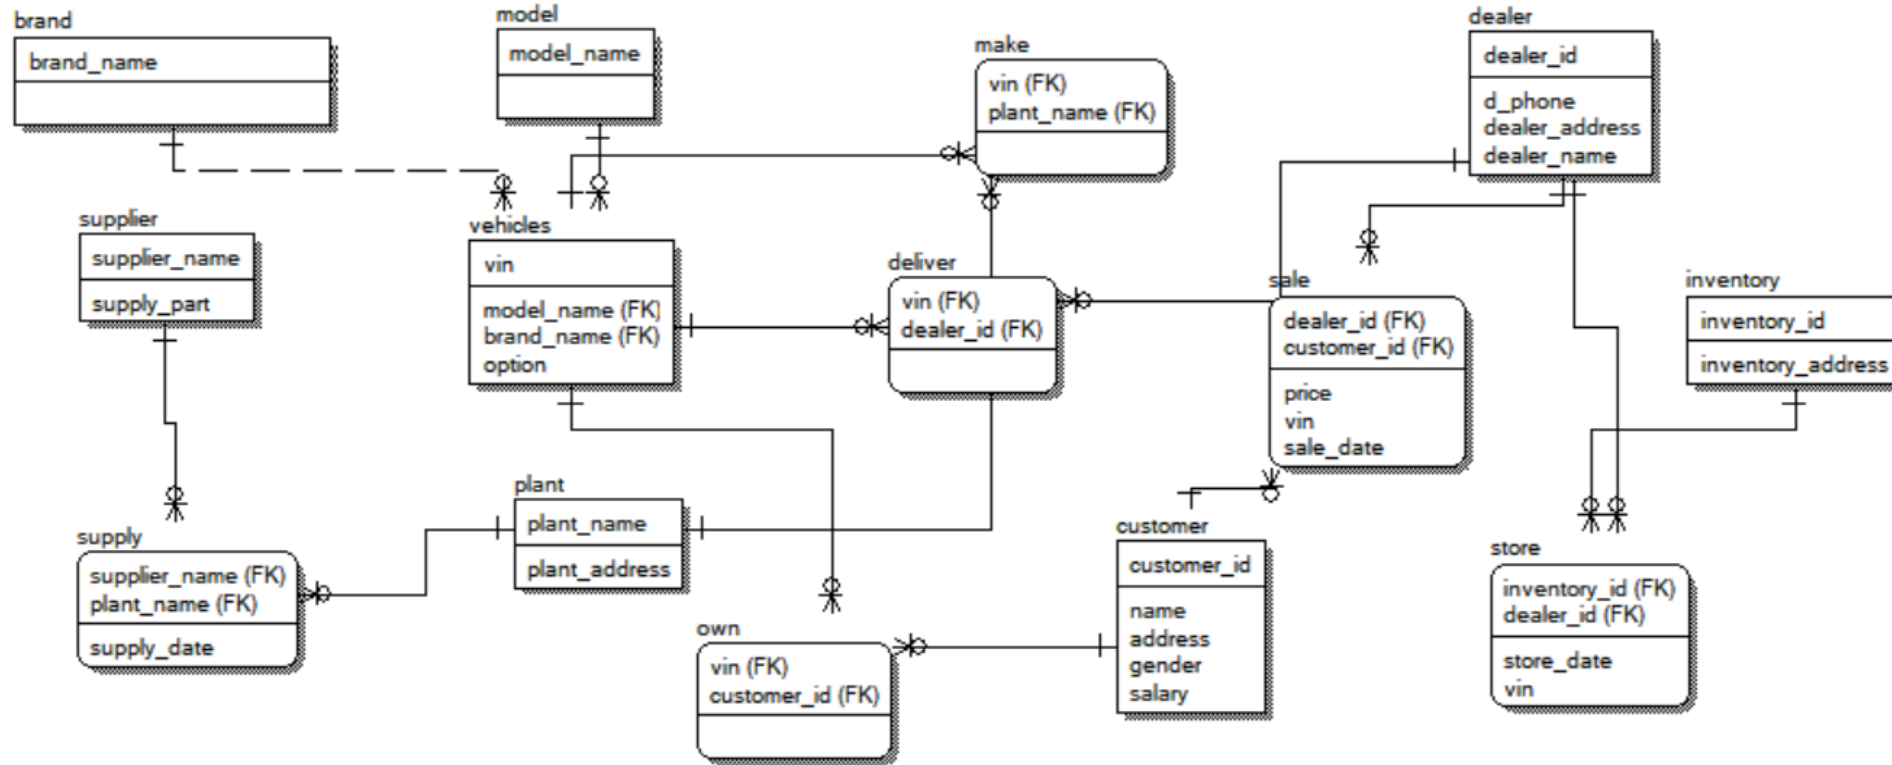 brand
brand_name
model
model_name
make
vin (FK)
plant_name (FK)
dealer
dealer_id
d_phone
dealer_address
dealer_name
supplier
supplier_name
supply_part
vehicles
vin
model_name (FK)
brand_name (FK)
option
deliver
vin (FK)
dealer_id (FK)
sale
dealer_id (FK)
customer_id (FK)
price
vin
sale_date
inventory
inventory_id
inventory_address
supply
supplier_name (FK)
plant_name (FK)
supply_date
plant
plant_name
plant_address
own
vin (FK)
customer_id (FK)
customer
customer_id
name
address
gender
salary
store
inventory_id (FK)
dealer_id (FK)
store_date
vin